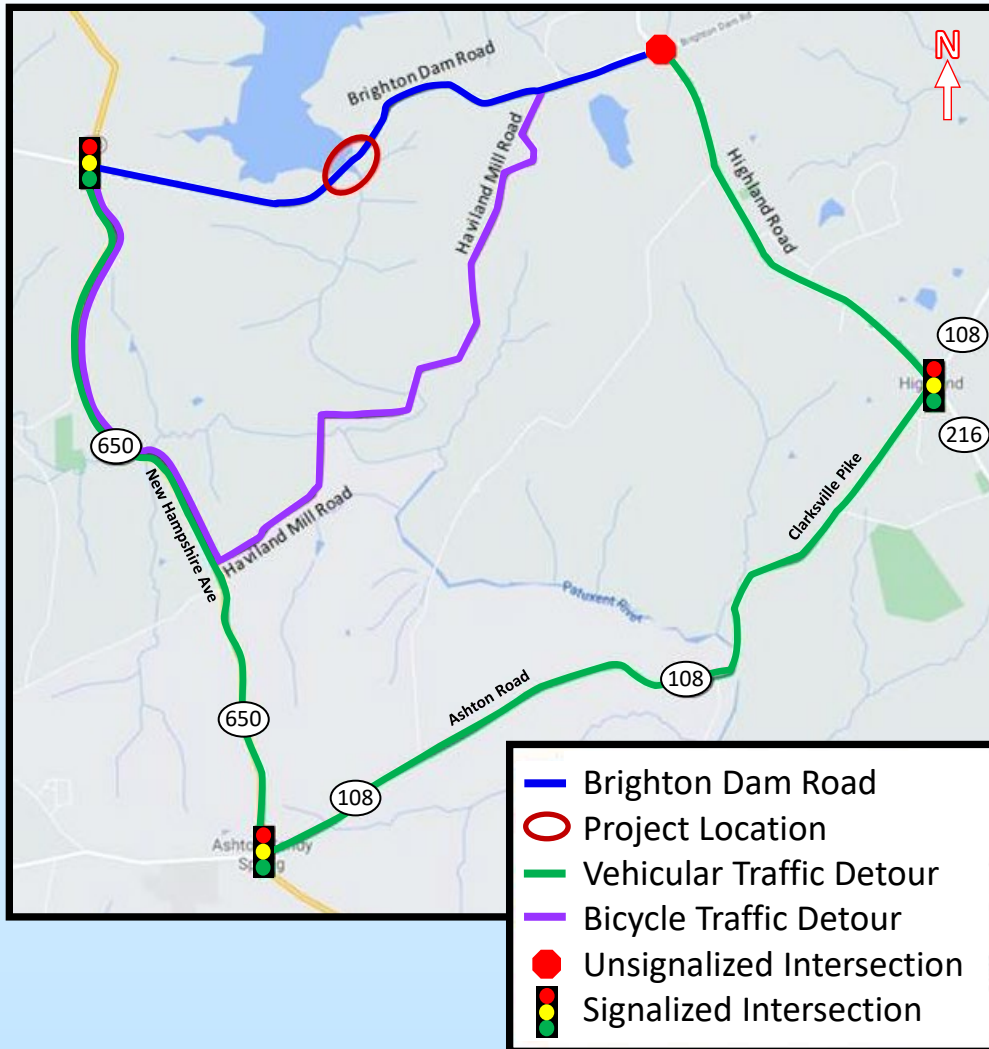 Brighton Dam Rd
N
Brighton Dam Road
Haviland Mill Road
Highland Road
108
Highland
216
650
New Hampshire Ave
Haviland Mill Road
Clarksville Pike
Patuxent River
Ashton Road
108
650
108
Spring
Brighton Dam Road
Project Location
Vehicular Traffic Detour
Bicycle Traffic Detour
Unsignalized Intersection
Signalized Intersection